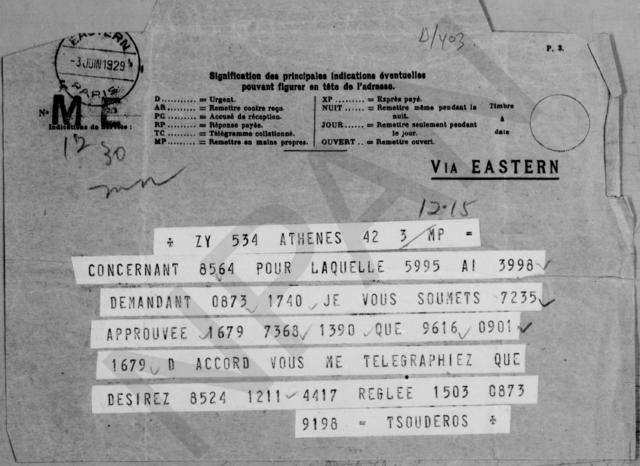 D/403
EASTERN
P. 3.
-3 JUIN 1929
PARIS
Signification des principales indications éventuelles
pouvant figurer en tête de l'adresse.
D .......... = Urgent.
AR ......... = Remettre contre reçu.
PC ......... = Accusé de réception.
RP ......... = Réponse payée.
TC ......... = Télégramme collationné.
MP ......... = Remettre en mains propres.
XP .......... = Exprès payé.
NUIT ....... = Remettre même pendant la
nuit.
JOUR ....... = Remettre seulement pendant
le jour.
OUVERT .. = Remettre ouvert.
Timbre
à
date
No
M E
Indications de Service :
12 30
VIA EASTERN
12.15
* ZY 534 ATHENES 42 3 MP =
CONCERNANT 8564 POUR LAQUELLE 5995 AI 3998
DEMANDANT 0873 1740 JE VOUS SOUMETS 7235
APPROUVEE 1679 7368 1390 QUE 9616 0901
1679 D ACCORD VOUS ME TELEGRAPHIEZ QUE
DESIREZ 8524 1211 4417 REGLEE 1503 0873
9198 = TSOUDEROS *